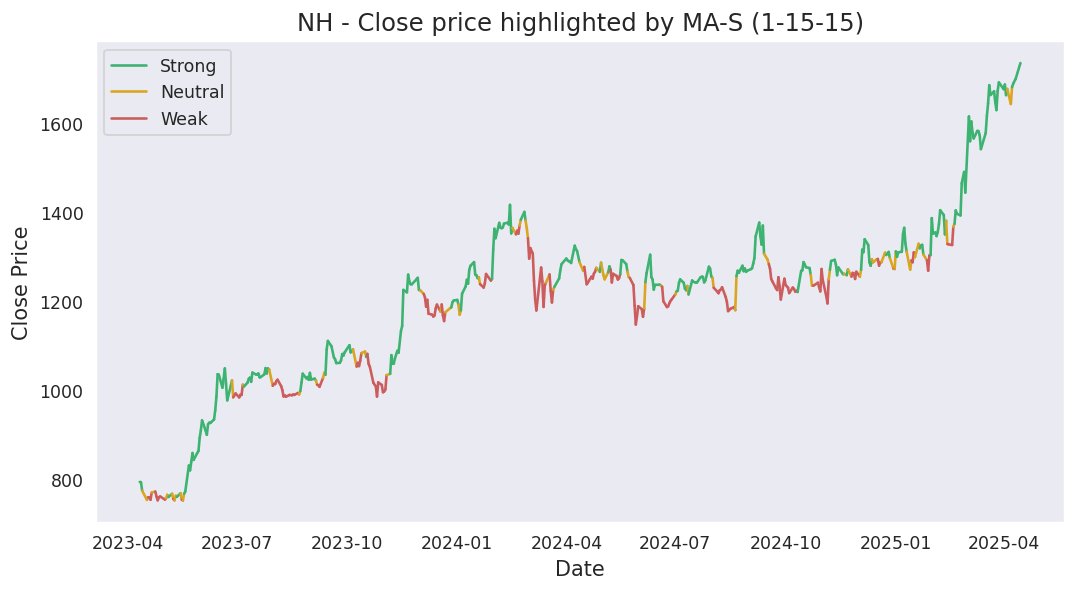 NH - Close price highlighted by MA-S (1-15-15)
Strong
Neutral
Weak
1600
1400
1200
1000
800
Close Price
2023-04 2023-07 2023-10 2024-01 2024-04 2024-07 2024-10 2025-01 2025-04
Date